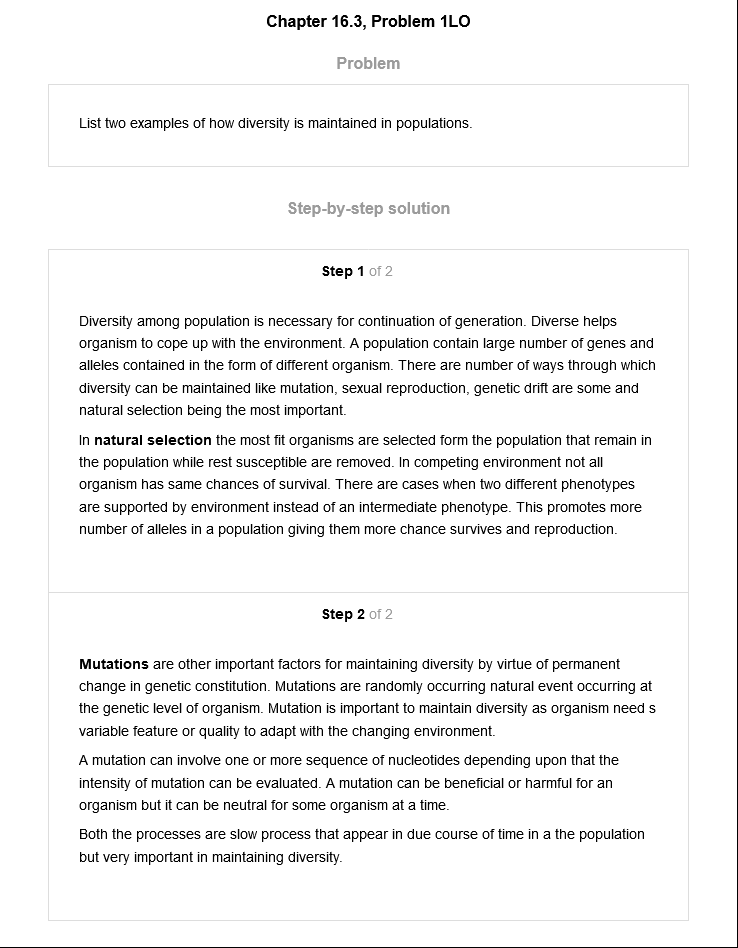 Chapter 16.3, Problem 1LO
Problem
List two examples of how diversity is maintained in populations.
Step-by-step solution
Step 1 of 2
Diversity among population is necessary for continuation of generation. Diverse helps
organism to cope up with the environment. A population contain large number of genes and
alleles contained in the form of different organism. There are number of ways through which
diversity can be maintained like mutation, sexual reproduction, genetic drift are some and
natural selection being the most important.
In natural selection the most fit organisms are selected form the population that remain in
the population while rest susceptible are removed. In competing environment not all
organism has same chances of survival. There are cases when two different phenotypes
are supported by environment instead of an intermediate phenotype. This promotes more
number of alleles in a population giving them more chance survives and reproduction.
Step 2 of 2
Mutations are other important factors for maintaining diversity by virtue of permanent
change in genetic constitution. Mutations are randomly occurring natural event occurring at
the genetic level of organism. Mutation is important to maintain diversity as organism need s
variable feature or quality to adapt with the changing environment.
A mutation can involve one or more sequence of nucleotides depending upon that the
intensity of mutation can be evaluated. A mutation can be beneficial or harmful for an
organism but it can be neutral for some organism at a time.
Both the processes are slow process that appear in due course of time in a the population
but very important in maintaining diversity.